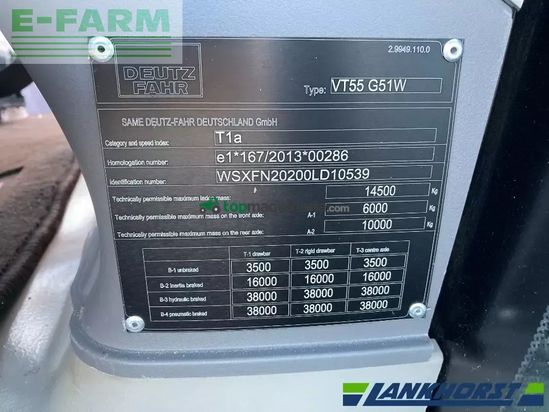 E-FARM
DEUTZ
FAHR
2.9949.110.0
Type: VT55 G51W
SAME DEUTZ-FAHR DEUTSCHLAND GmbH
Category and speed index: T1a
Homologation number: e1*167/2013*00286
Identification number: WSXFN20200LD10539
Technically permissible maximum laden mass: 14500 Kg
Technically permissible maximum mass on the front axle: A-1 6000 Kg
Technically permissible maximum mass on the rear axle: A-2 10000 Kg
T-1 drawbar T-2 rigid drawbar T-3 centre axle
B-1 unbraked 3500 3500 3500
B-2 inertia braked 16000 16000 16000
B-3 hydraulic braked 38000 38000 38000
B-4 pneumatic braked 38000 38000 38000
LANKHORST